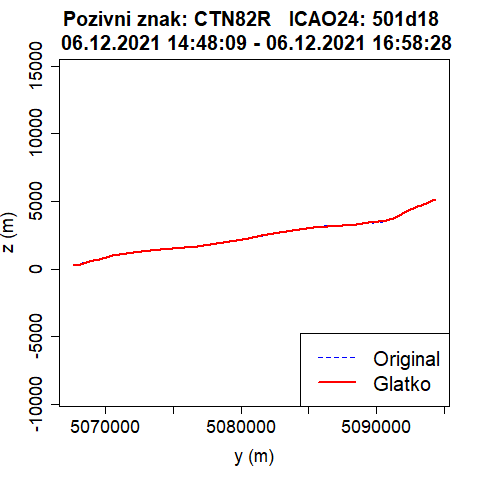 Pozivni znak: CTN82R   ICAO24: 501d18
06.12.2021 14:48:09 - 06.12.2021 16:58:28
z (m)
15000
10000
5000
0
-5000
-10000
Original
Glatko
5070000
5080000
5090000
y (m)